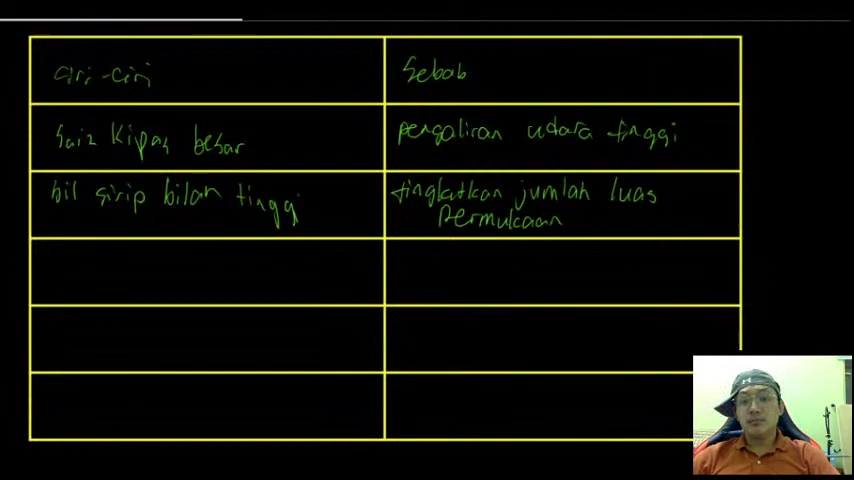 ciri-ciri
Sebab
Saiz Kipas besar
pengaliran udara tinggi
bil sirip bilan tinggi
tingkatkan jumlah luas
permukaan